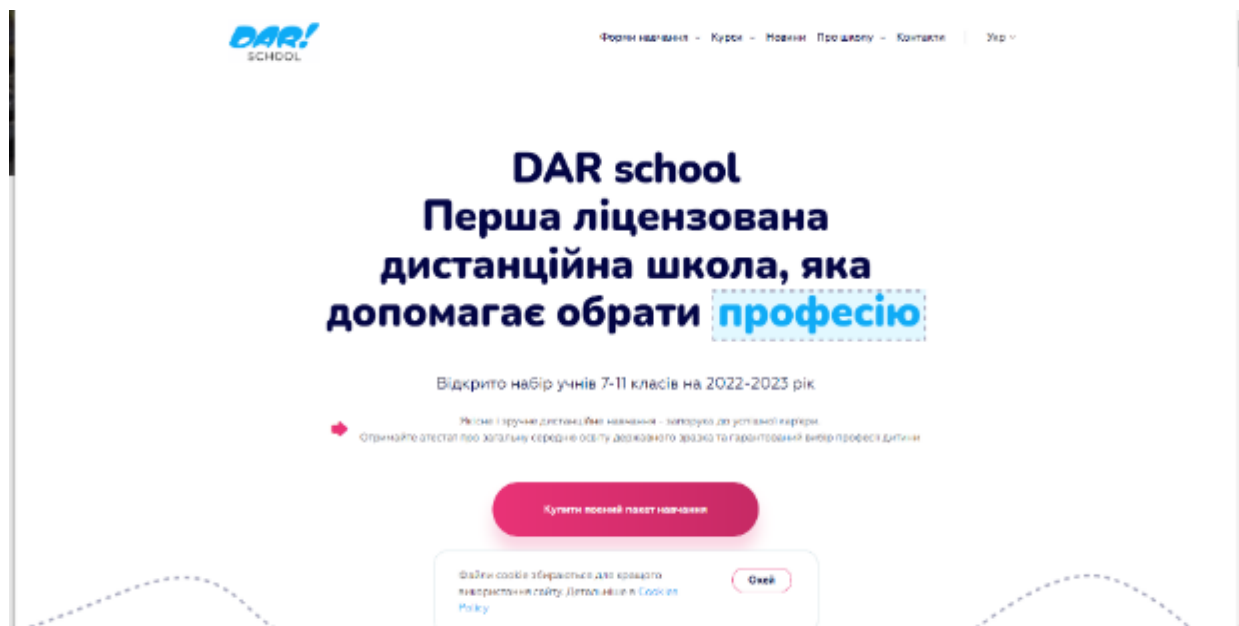 DAR!
SCHOOL
Форми навчання Курси Новини Про школу Контакти Укр
DAR school
Перша ліцензована
дистанційна школа, яка
допомагає обрати професію
Відкрито набір учнів 7-11 класів на 2022-2023 рік
Якісне і зручне дистанційне навчання – запорука до успішної кар'єри.
Отримайте атестат про загальну середню освіту державного зразка та гарантований вибір професії дитини
Купити воєнний пакет навчання
Файли cookie збираються для кращого
використання сайту. Детальніше в Cookies
Policy
Окей